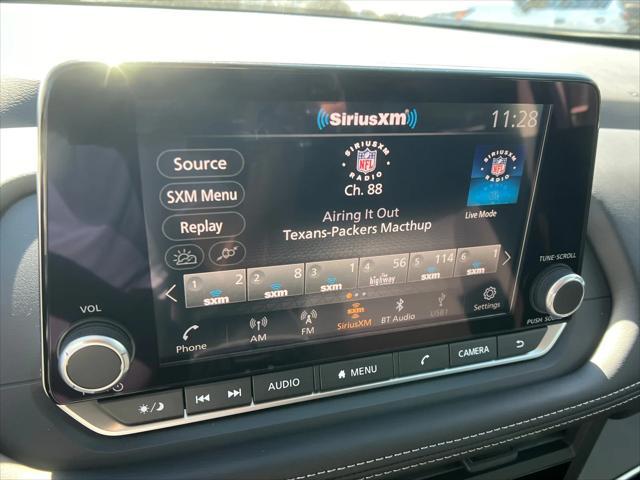 SiriusXM
11:28
SIRIUSXM
NFL
RADIO
Ch. 88
Source
SXM Menu
Replay
SIRIUSXM
NFL
RADIO
Live Mode
Airing It Out
Texans-Packers Macthup
1 2
sxm
2 8
sxm
3 1
sxm
4 56
highway
5 114
sxm
6 1
sxm
Phone
AM
FM
SiriusXM
BT Audio
USB1
Settings
VOL
TUNE·SCROLL
PUSH SOUND
AUDIO
MENU
CAMERA